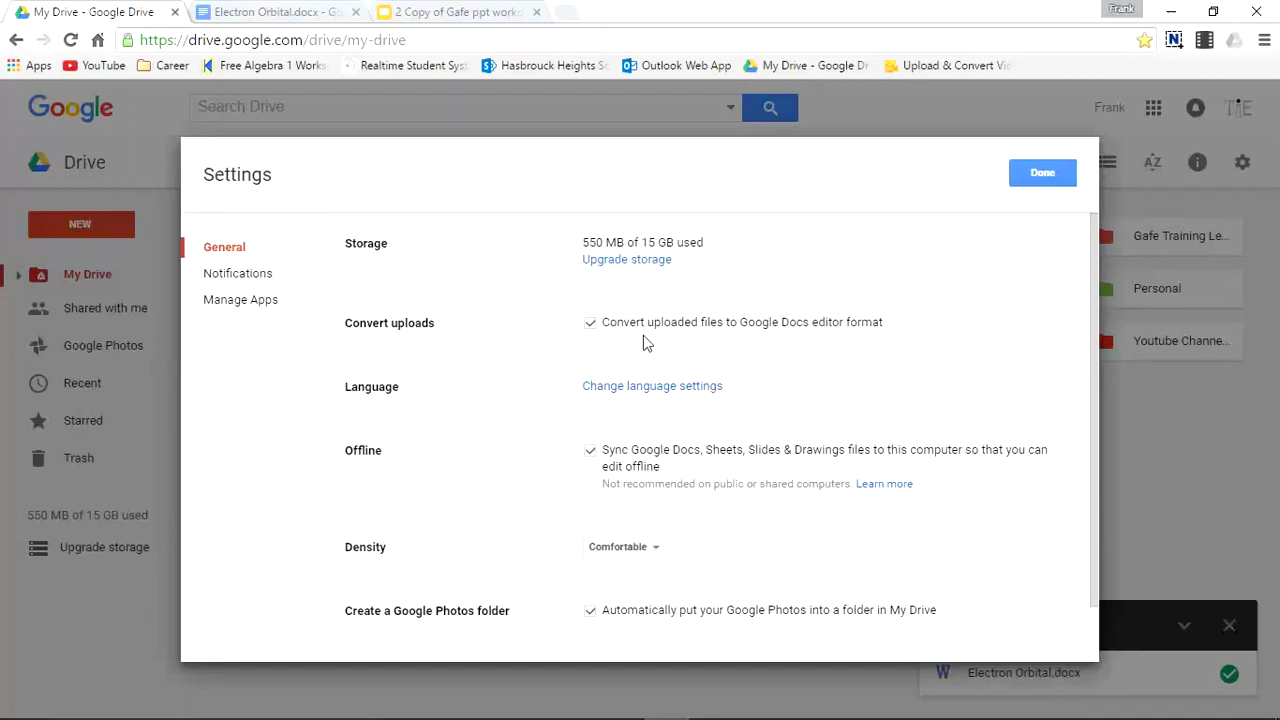 My Drive - Google Drive
Electron Orbital.docx - Go
2 Copy of Gafe ppt works
Frank
https://drive.google.com/drive/my-drive
Apps
YouTube
Career
Free Algebra 1 Works
Realtime Student Sys
Hasbrouck Heights Sc
Outlook Web App
My Drive - Google Dr
Upload & Convert Vi
Google
Search Drive
Frank
TiE
Drive
AZ
Settings
Done
NEW
My Drive
Shared with me
Google Photos
Recent
Starred
Trash
550 MB of 15 GB used
Upgrade storage
General
Notifications
Manage Apps
Storage
550 MB of 15 GB used
Upgrade storage
Convert uploads
Convert uploaded files to Google Docs editor format
Language
Change language settings
Offline
Sync Google Docs, Sheets, Slides & Drawings files to this computer so that you can
edit offline
Not recommended on public or shared computers Learn more
Density
Comfortable
Create a Google Photos folder
Automatically put your Google Photos into a folder in My Drive
Gafe Training Le...
Personal
Youtube Channe...
W
Electron Orbital.docx